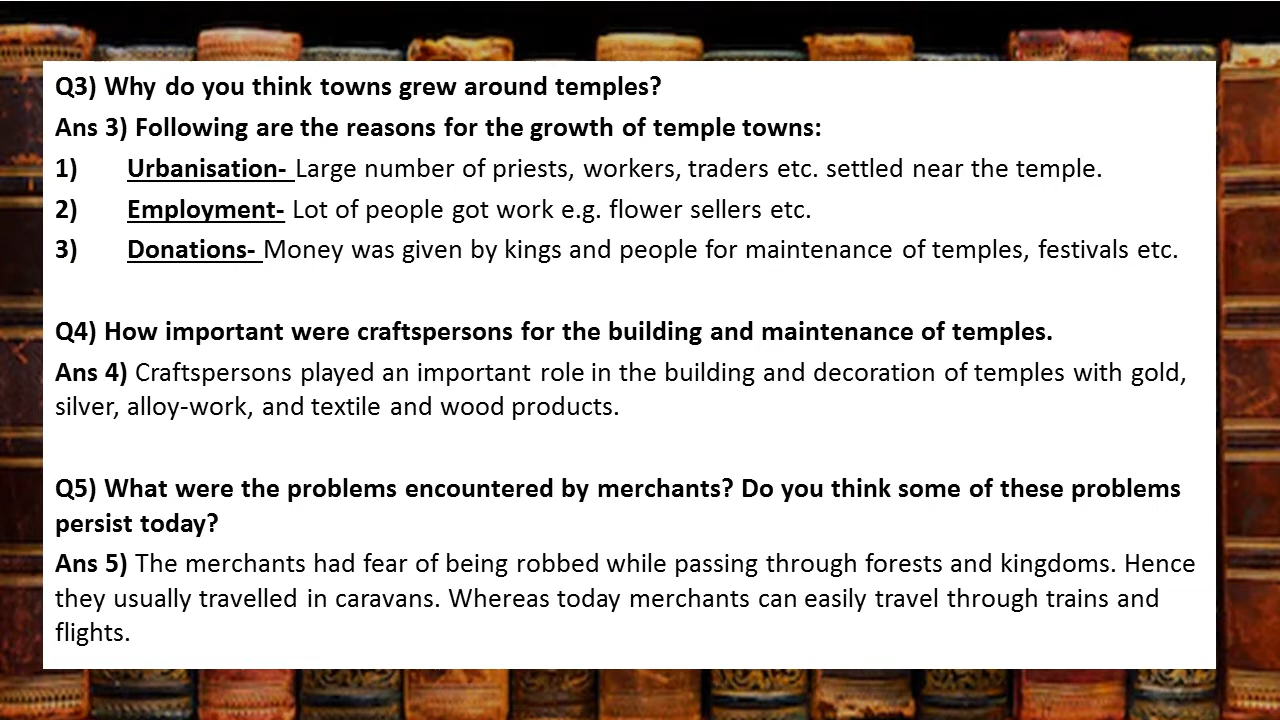 Q3) Why do you think towns grew around temples?
Ans 3) Following are the reasons for the growth of temple towns:
1) Urbanisation- Large number of priests, workers, traders etc. settled near the temple.
2) Employment- Lot of people got work e.g. flower sellers etc.
3) Donations- Money was given by kings and people for maintenance of temples, festivals etc.
Q4) How important were craftspersons for the building and maintenance of temples.
Ans 4) Craftspersons played an important role in the building and decoration of temples with gold,
silver, alloy-work, and textile and wood products.
Q5) What were the problems encountered by merchants? Do you think some of these problems
persist today?
Ans 5) The merchants had fear of being robbed while passing through forests and kingdoms. Hence
they usually travelled in caravans. Whereas today merchants can easily travel through trains and
flights.